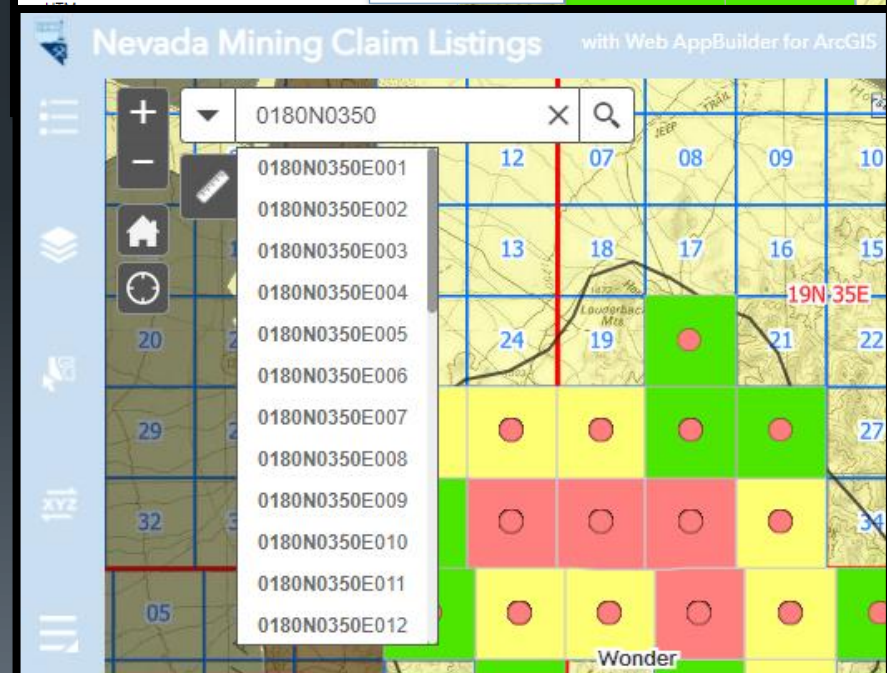 Nevada Mining Claim Listings with Web AppBuilder for ArcGIS
+
0180N0350
−
0180N0350E001
0180N0350E002
0180N0350E003
0180N0350E004
0180N0350E005
0180N0350E006
0180N0350E007
0180N0350E008
0180N0350E009
0180N0350E010
0180N0350E011
0180N0350E012
JEEP TRAIL
12 07 08 09 10
13 18 17 16 15
19N 35E
Lauderback
Mts
20 24 19 21 22
29 27
32 34
XYZ
05
Wonder